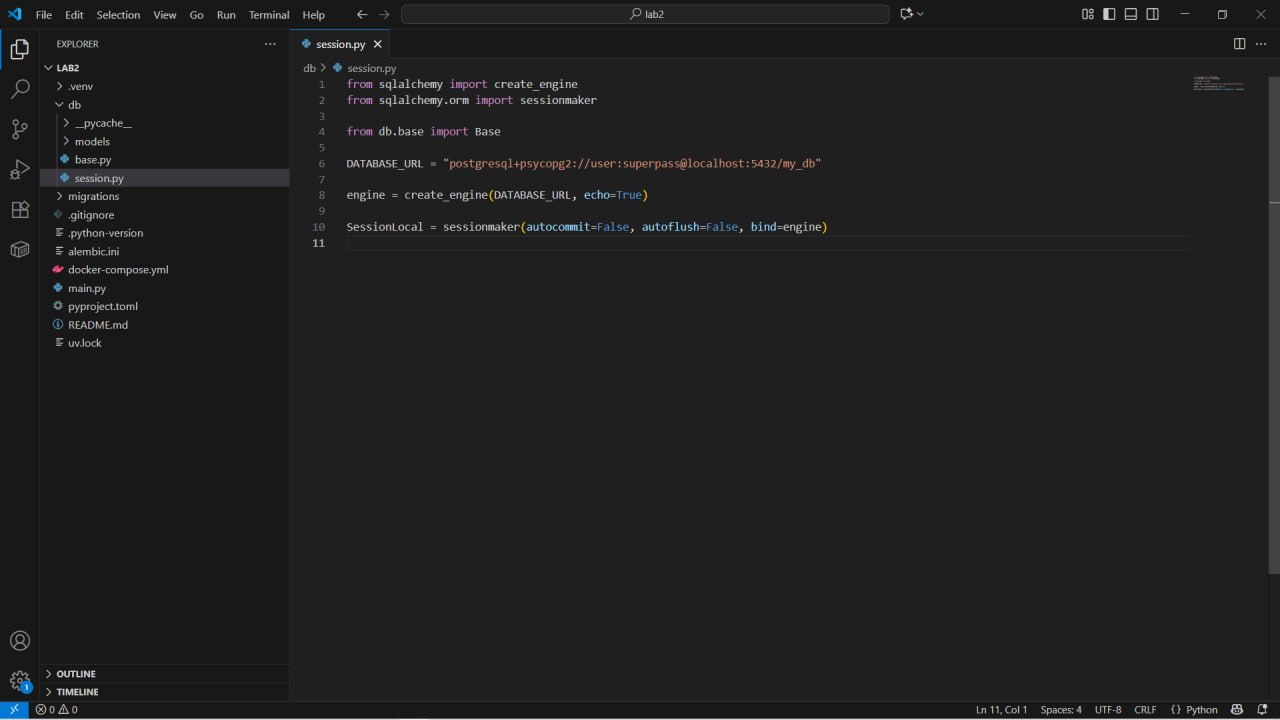 File Edit Selection View Go Run Terminal Help
lab2
EXPLORER
LAB2
.venv
db
__pycache__
models
base.py
session.py
migrations
.gitignore
.python-version
alembic.ini
docker-compose.yml
main.py
pyproject.toml
README.md
uv.lock
OUTLINE
TIMELINE
1
session.py
db > session.py
1 from sqlalchemy import create_engine
2 from sqlalchemy.orm import sessionmaker
3
4 from db.base import Base
5
6 DATABASE_URL = "postgresql+psycopg2://user:superpass@localhost:5432/my_db"
7
8 engine = create_engine(DATABASE_URL, echo=True)
9
10 SessionLocal = sessionmaker(autocommit=False, autoflush=False, bind=engine)
11
0 0
Ln 11, Col 1 Spaces: 4 UTF-8 CRLF {} Python